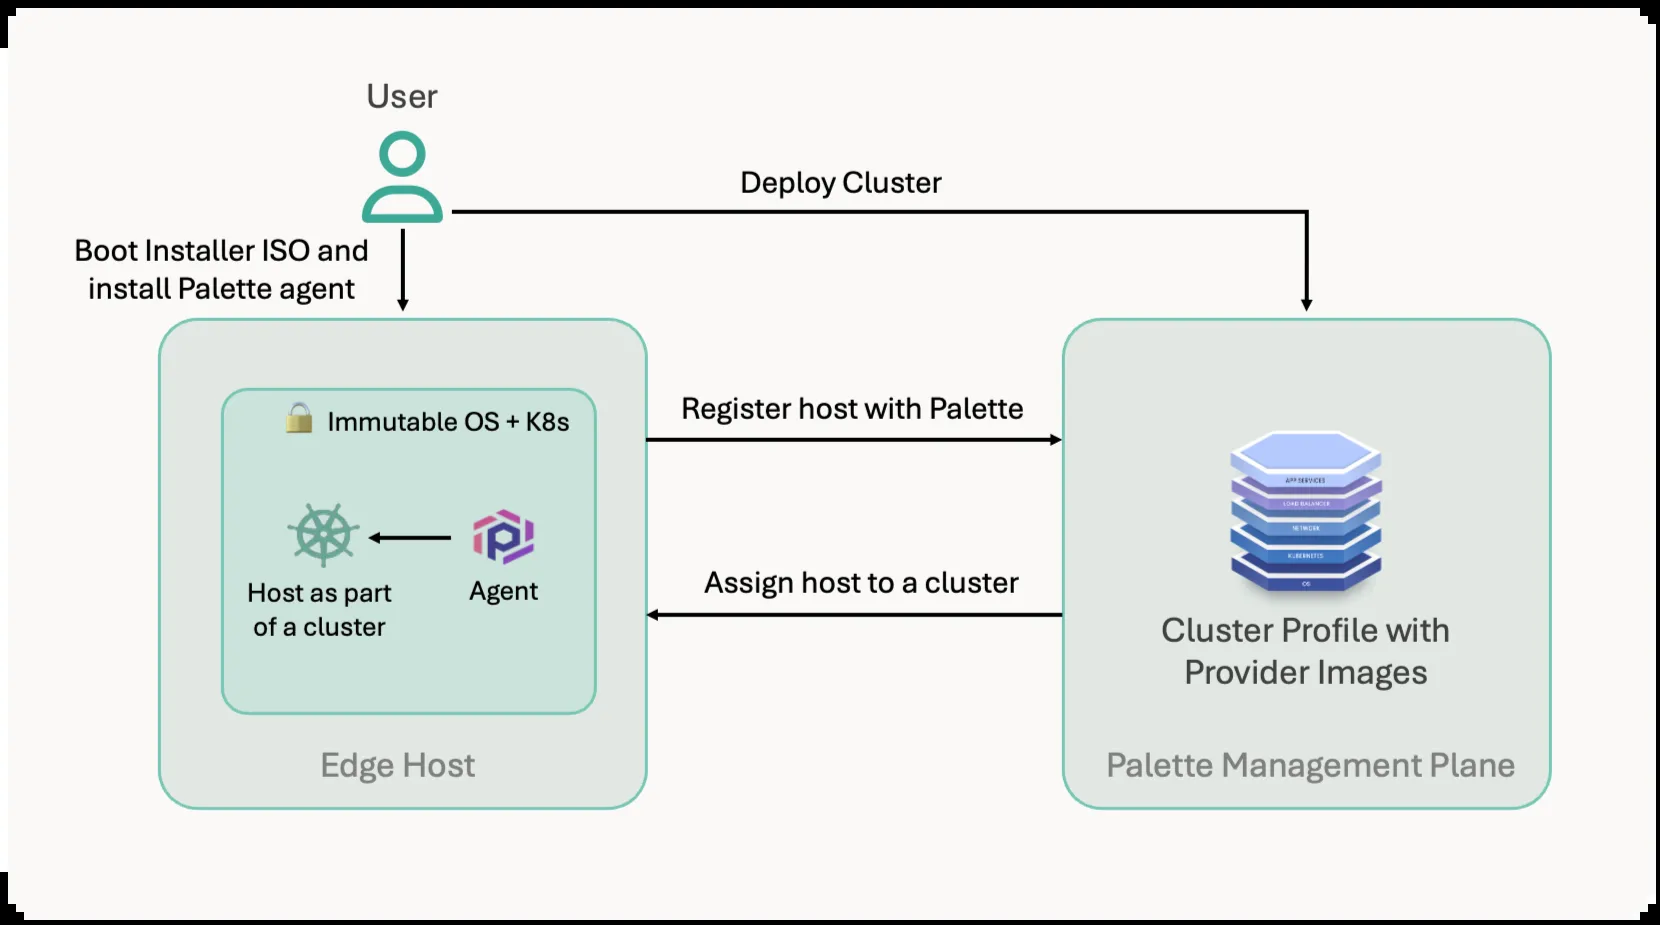 User
Deploy Cluster
Boot Installer ISO and
install Palette agent
Immutable OS + K8s
Host as part
of a cluster
Agent
Edge Host
Register host with Palette
Assign host to a cluster
APP SERVICES
LOAD BALANCER
NETWORK
KUBERNETES
OS
Cluster Profile with
Provider Images
Palette Management Plane